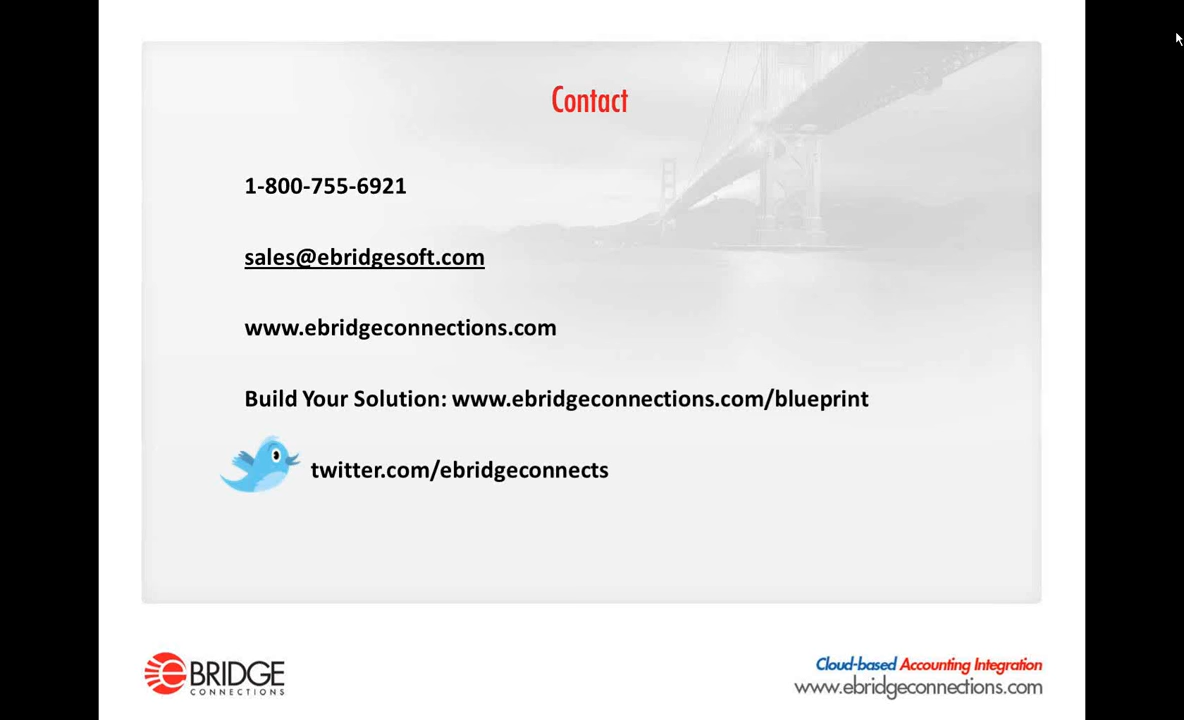 Contact
1-800-755-6921
sales@ebridgesoft.com
www.ebridgeconnections.com
Build Your Solution: www.ebridgeconnections.com/blueprint
twitter.com/ebridgeconnects
eBRIDGE
CONNECTIONS
Cloud-based Accounting Integration
www.ebridgeconnections.com